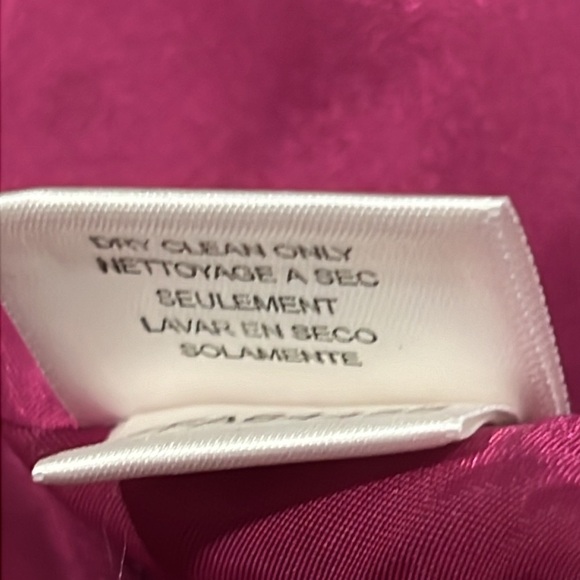 DRY CLEAN ONLY
NETTOYAGE A SEC
SEULEMENT
LAVAR EN SECO
SOLAMENTE